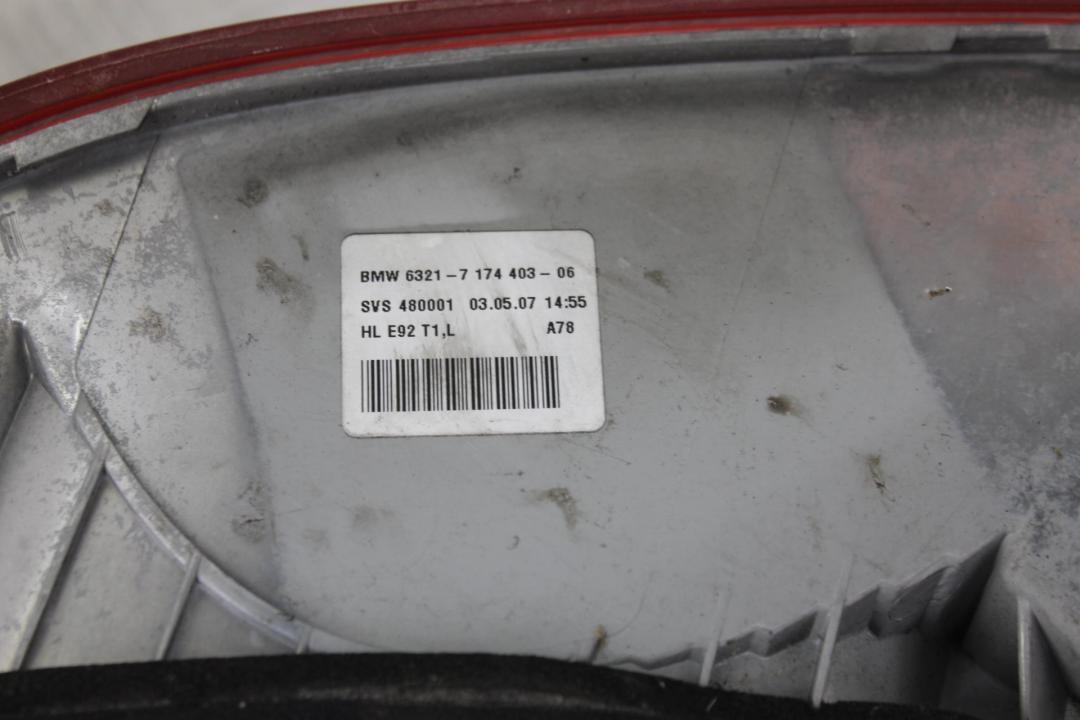 BMW 6321-7 174 403-06
SVS 480001 03.05.07 14:55
HL E92 T1,L A78